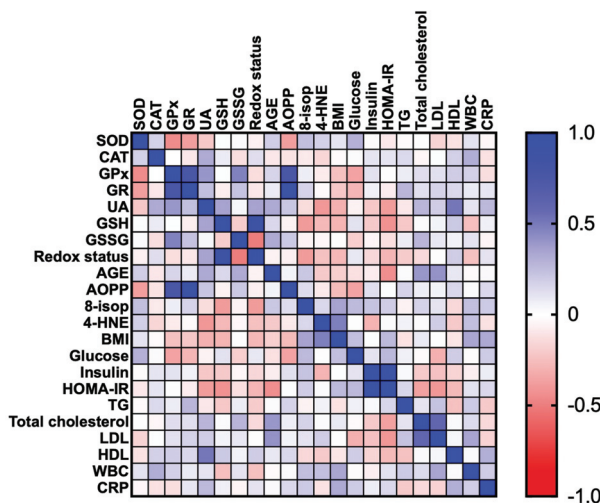 SOD
CAT
GPx
GR
UA
GSH
GSSG
Redox status
AGE
AOPP
8-isop
4-HNE
BMI
Glucose
Insulin
HOMA-IR
TG
Total cholesterol
LDL
HDL
WBC
CRP
SOD
CAT
GPx
GR
UA
GSH
GSSG
Redox status
AGE
AOPP
8-isop
4-HNE
BMI
Glucose
Insulin
HOMA-IR
TG
Total cholesterol
LDL
HDL
WBC
CRP
1.0
0.5
0
-0.5
-1.0